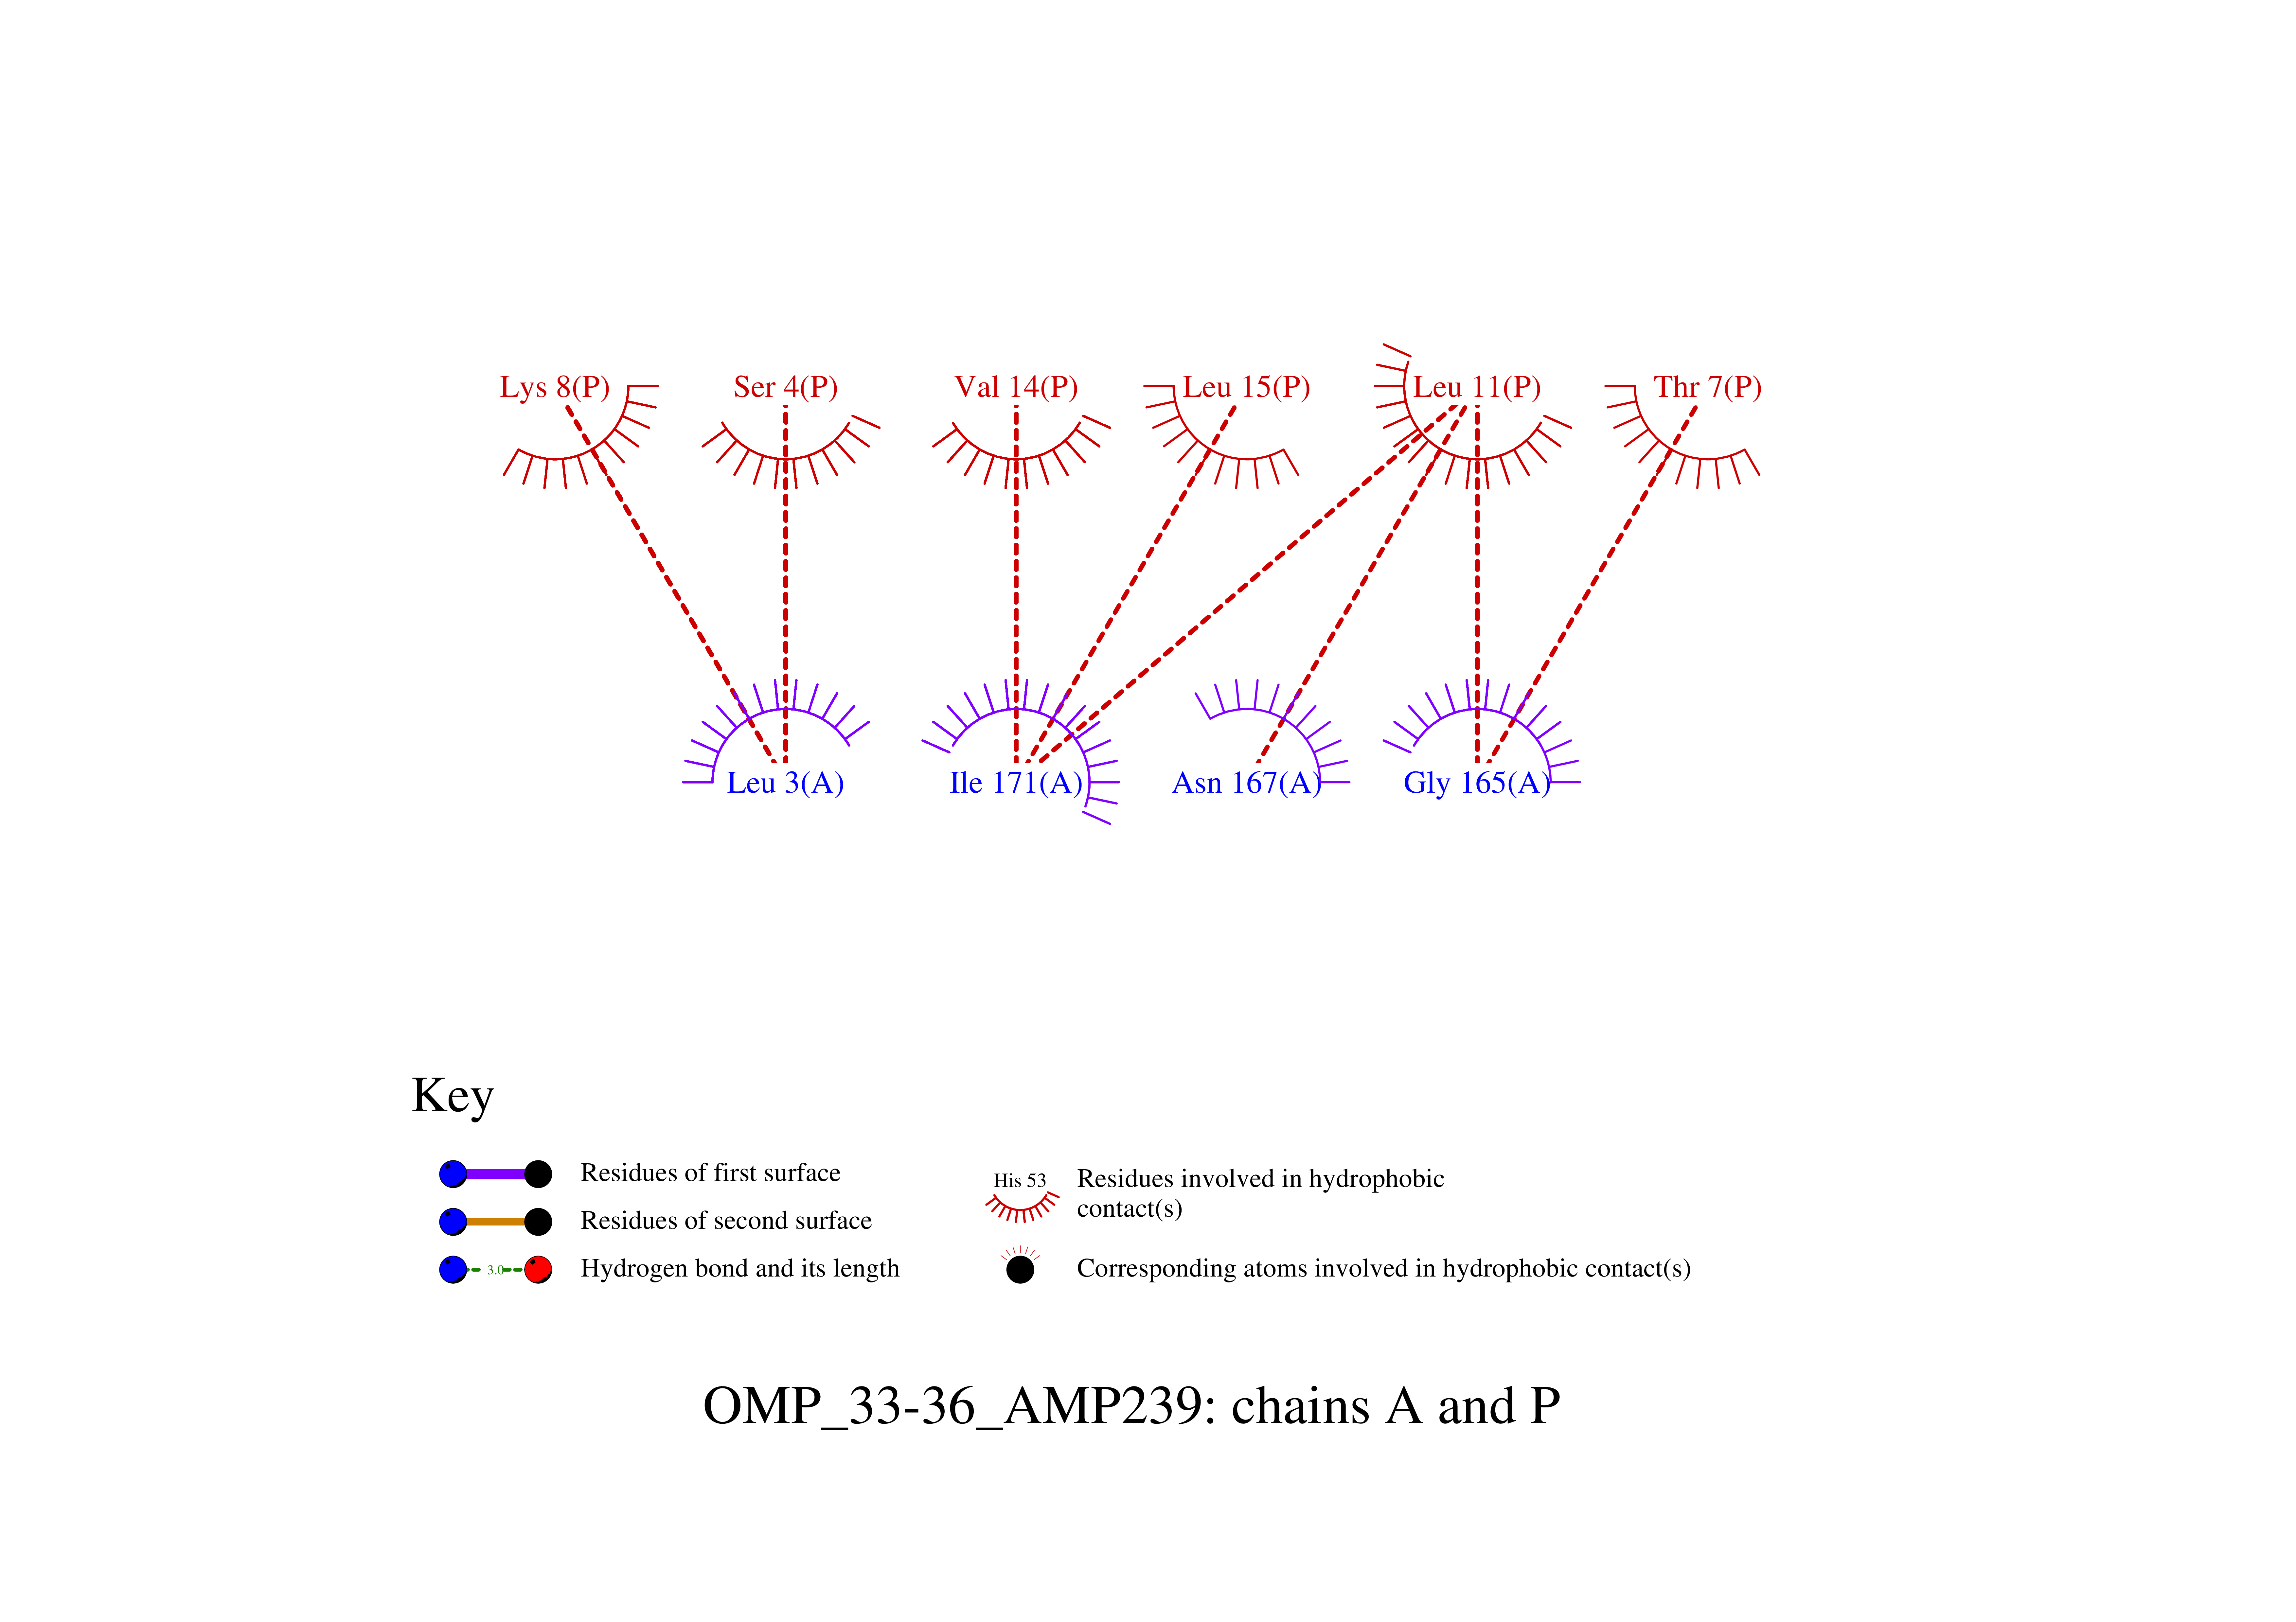 Lys 8(P) Ser 4(P) Val 14(P) Leu 15(P) Leu 11(P) Thr 7(P)
Leu 3(A) Ile 171(A) Asn 167(A) Gly 165(A)
Key
Residues of first surface
Residues of second surface
3.0 Hydrogen bond and its length
His 53 Residues involved in hydrophobic
contact(s)
Corresponding atoms involved in hydrophobic contact(s)
OMP_33-36_AMP239: chains A and P